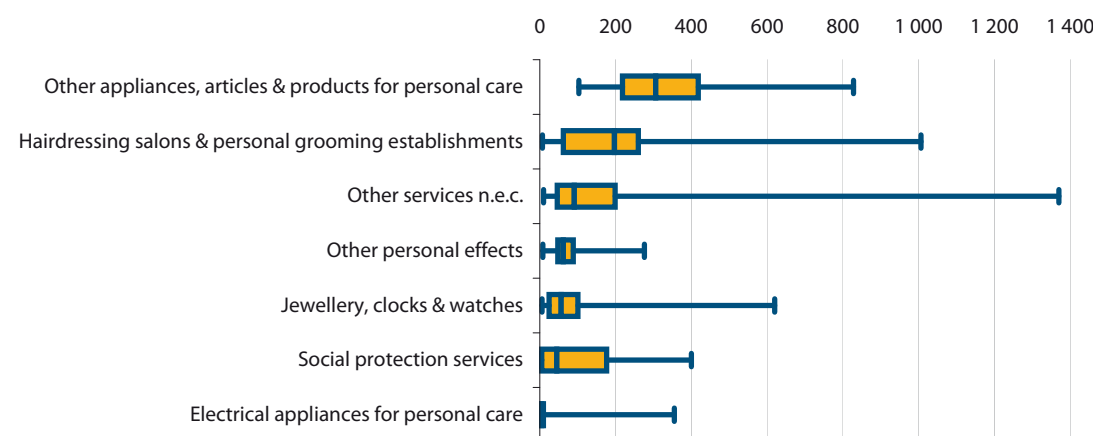 0 200 400 600 800 1 000 1 200 1 400
Other appliances, articles & products for personal care
Hairdressing salons & personal grooming establishments
Other services n.e.c.
Other personal effects
Jewellery, clocks & watches
Social protection services
Electrical appliances for personal care